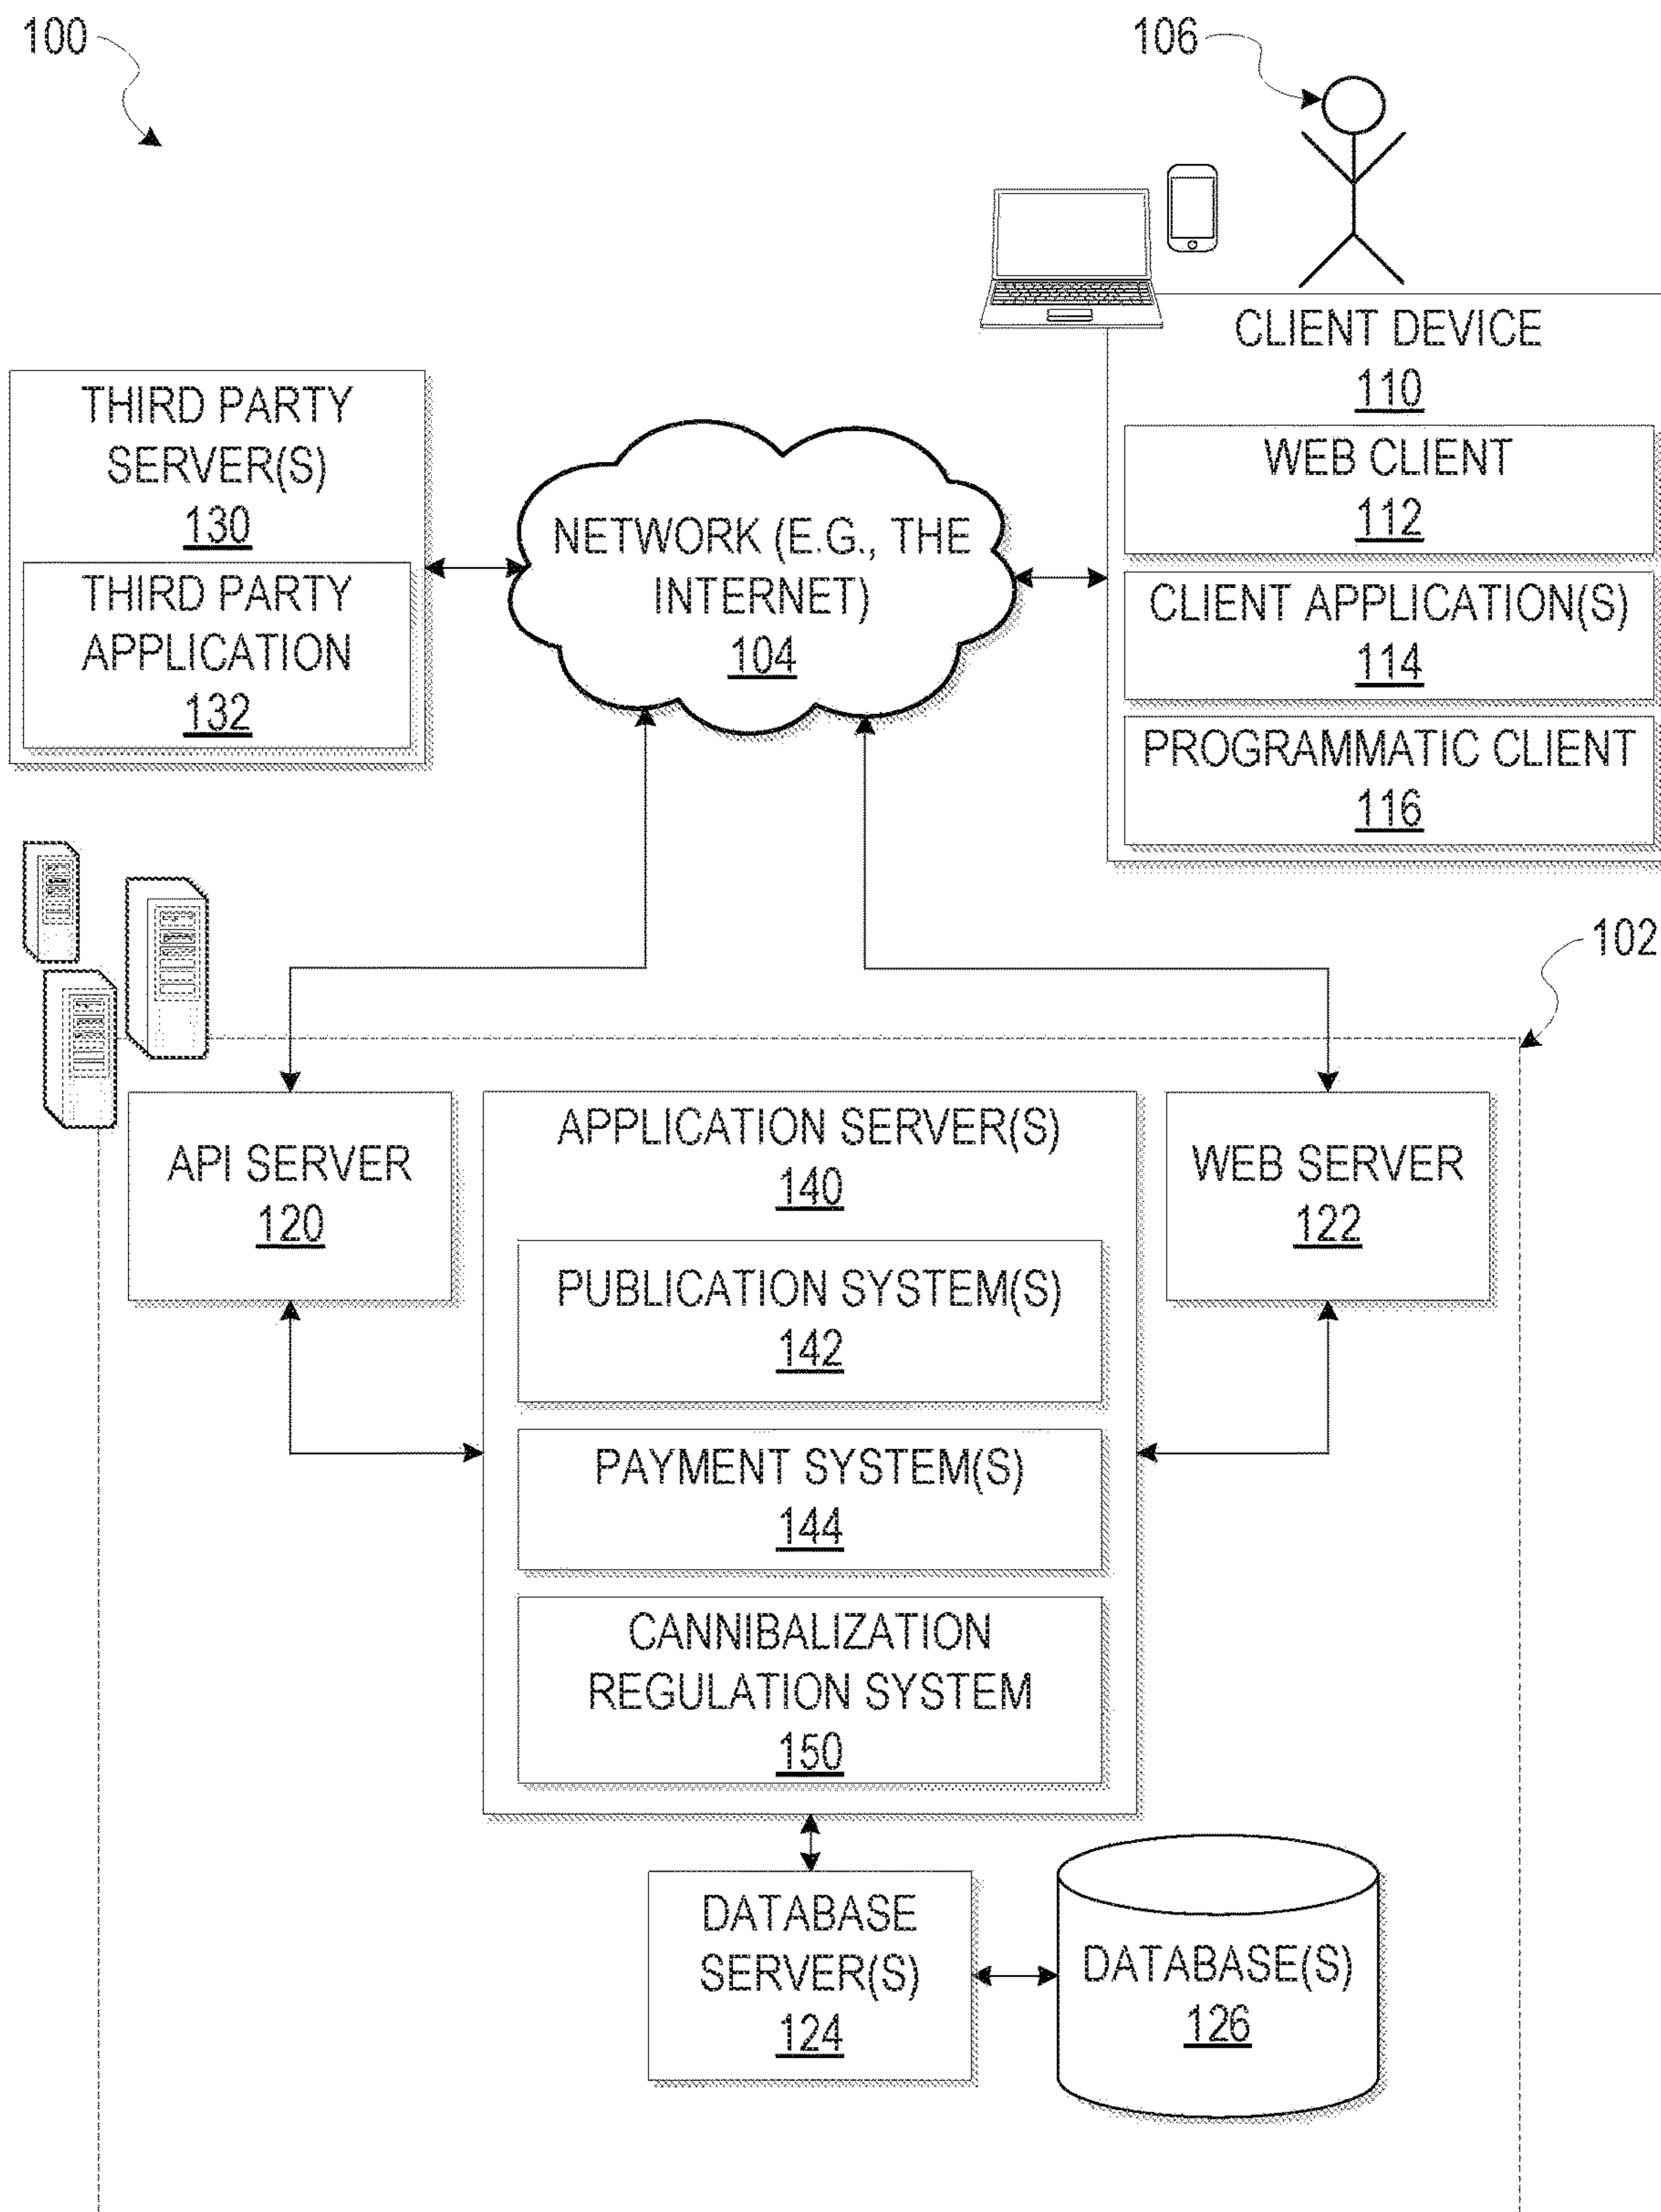 100
106
CLIENT DEVICE
110
WEB CLIENT
112
CLIENT APPLICATION(S)
114
PROGRAMMATIC CLIENT
116
THIRD PARTY
SERVER(S)
130
THIRD PARTY
APPLICATION
132
NETWORK (E.G., THE
INTERNET)
104
102
API SERVER
120
APPLICATION SERVER(S)
140
PUBLICATION SYSTEM(S)
142
PAYMENT SYSTEM(S)
144
CANNIBALIZATION
REGULATION SYSTEM
150
WEB SERVER
122
DATABASE
SERVER(S)
124
DATABASE(S)
126